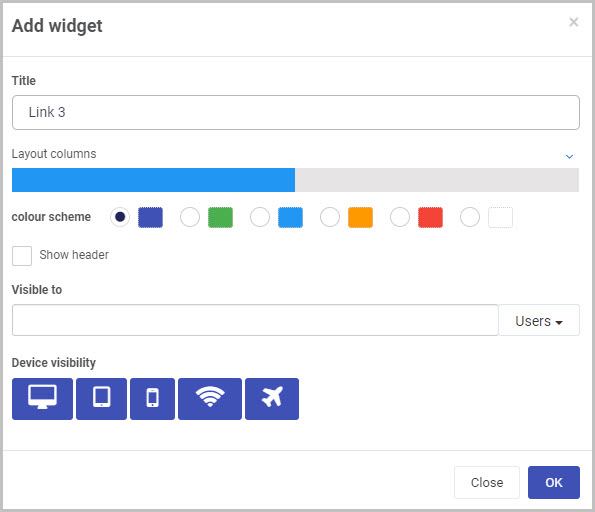 Add widget
×
Title
Link 3
Layout columns
colour scheme
Show header
Visible to
Users
Device visibility
Close
OK